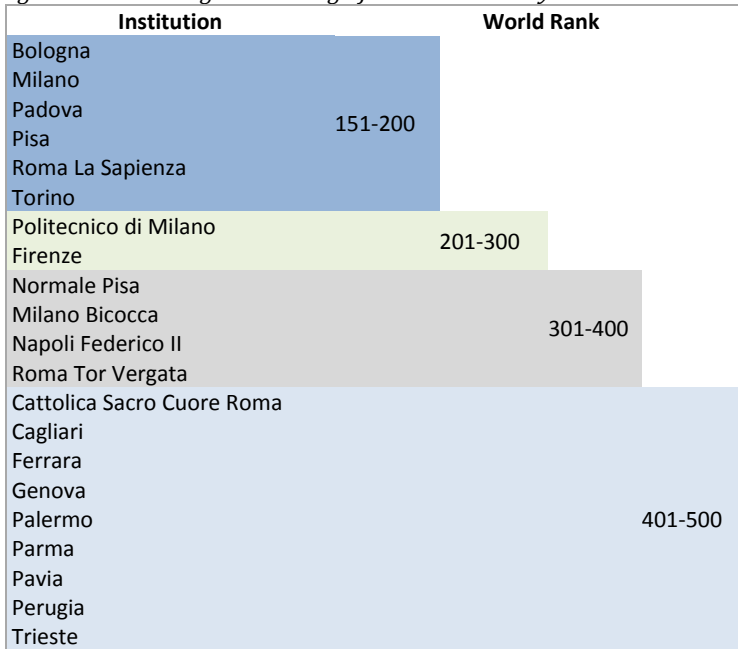 Institution World Rank
Bologna
Milano
Padova
151-200
Pisa
Roma La Sapienza
Torino
Politecnico di Milano
201-300
Firenze
Normale Pisa
Milano Bicocca
301-400
Napoli Federico II
Roma Tor Vergata
Cattolica Sacro Cuore Roma
Cagliari
Ferrara
Genova
Palermo 401-500
Parma
Pavia
Perugia
Trieste